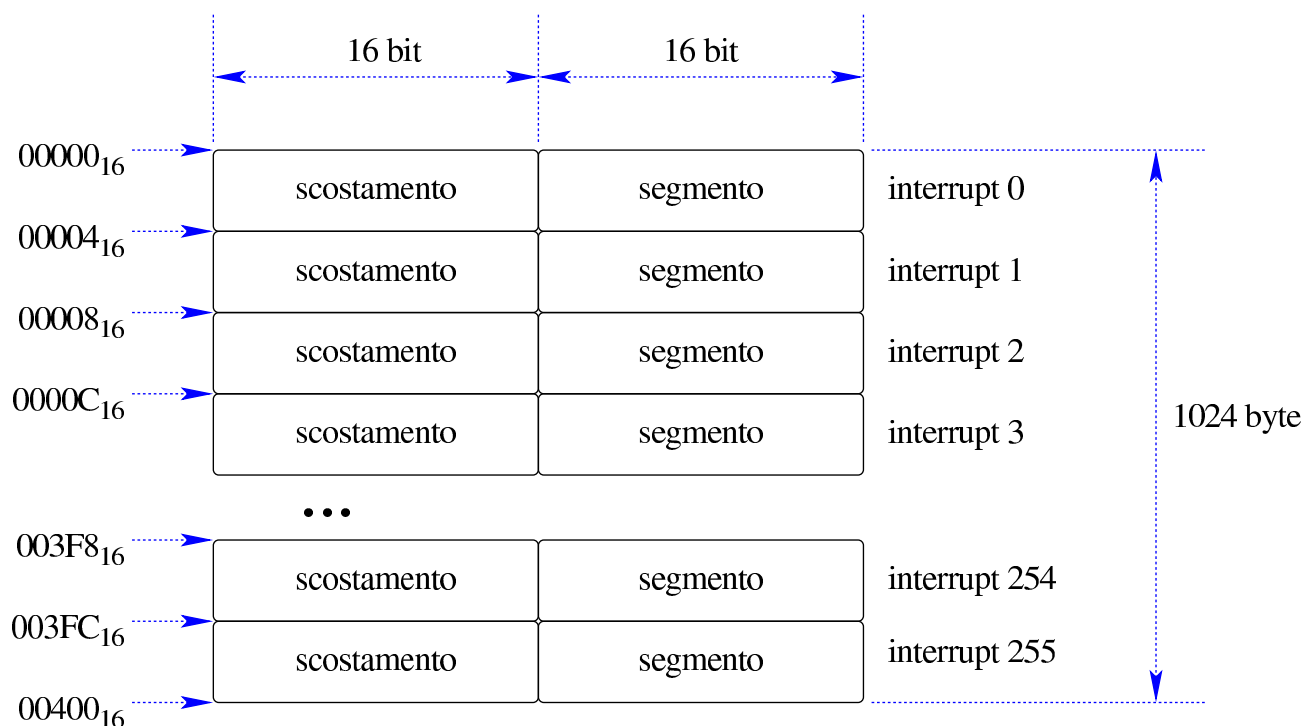 16 bit 16 bit
00000₁₆
scostamento segmento interrupt 0
00004₁₆
scostamento segmento interrupt 1
00008₁₆
scostamento segmento interrupt 2
0000C₁₆
scostamento segmento interrupt 3
1024 byte
...
003F8₁₆
scostamento segmento interrupt 254
003FC₁₆
scostamento segmento interrupt 255
00400₁₆